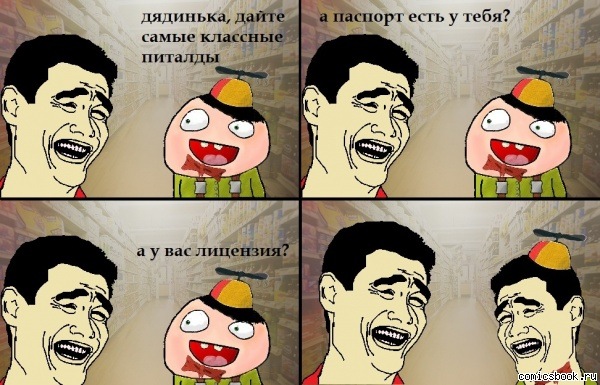 дядинька, дайте
самые классные
питалды
а паспорт есть у тебя?
а у вас лицензия?
comicsbook.ru